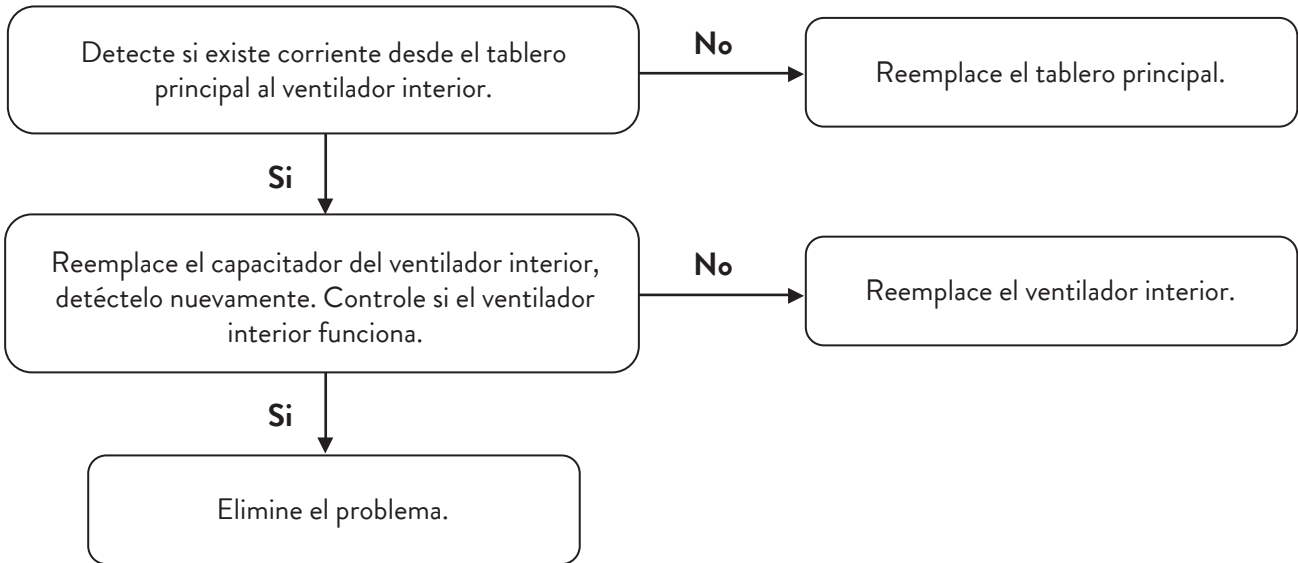 Detecte si existe corriente desde el tablero
principal al ventilador interior.
No
Reemplace el tablero principal.
Si
Reemplace el capacitador del ventilador interior,
detéctelo nuevamente. Controle si el ventilador
interior funciona.
No
Reemplace el ventilador interior.
Si
Elimine el problema.